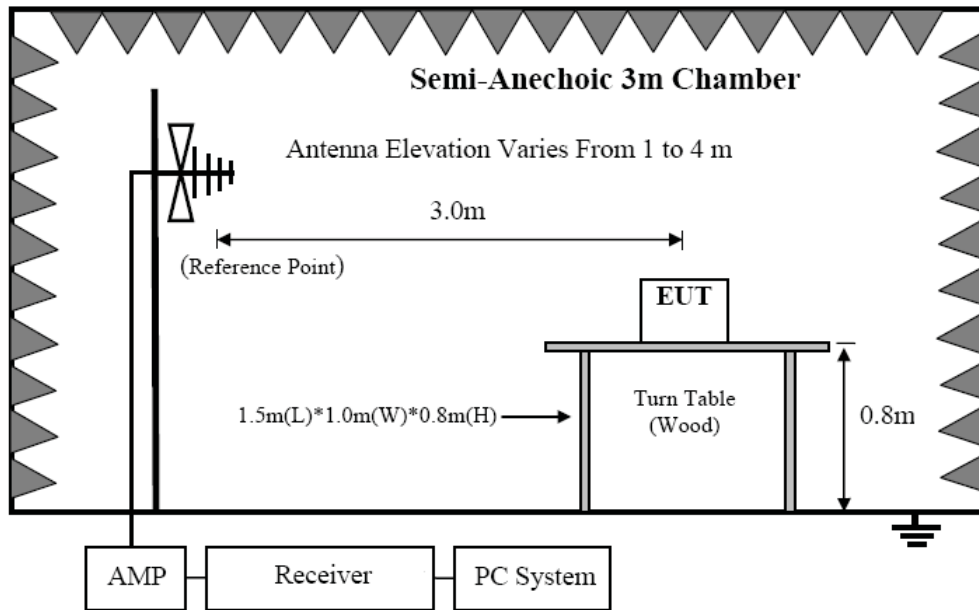 Semi-Anechoic 3m Chamber
Antenna Elevation Varies From 1 to 4 m
3.0m
(Reference Point)
EUT
1.5m(L)*1.0m(W)*0.8m(H)
Turn Table
(Wood)
0.8m
AMP
Receiver
PC System